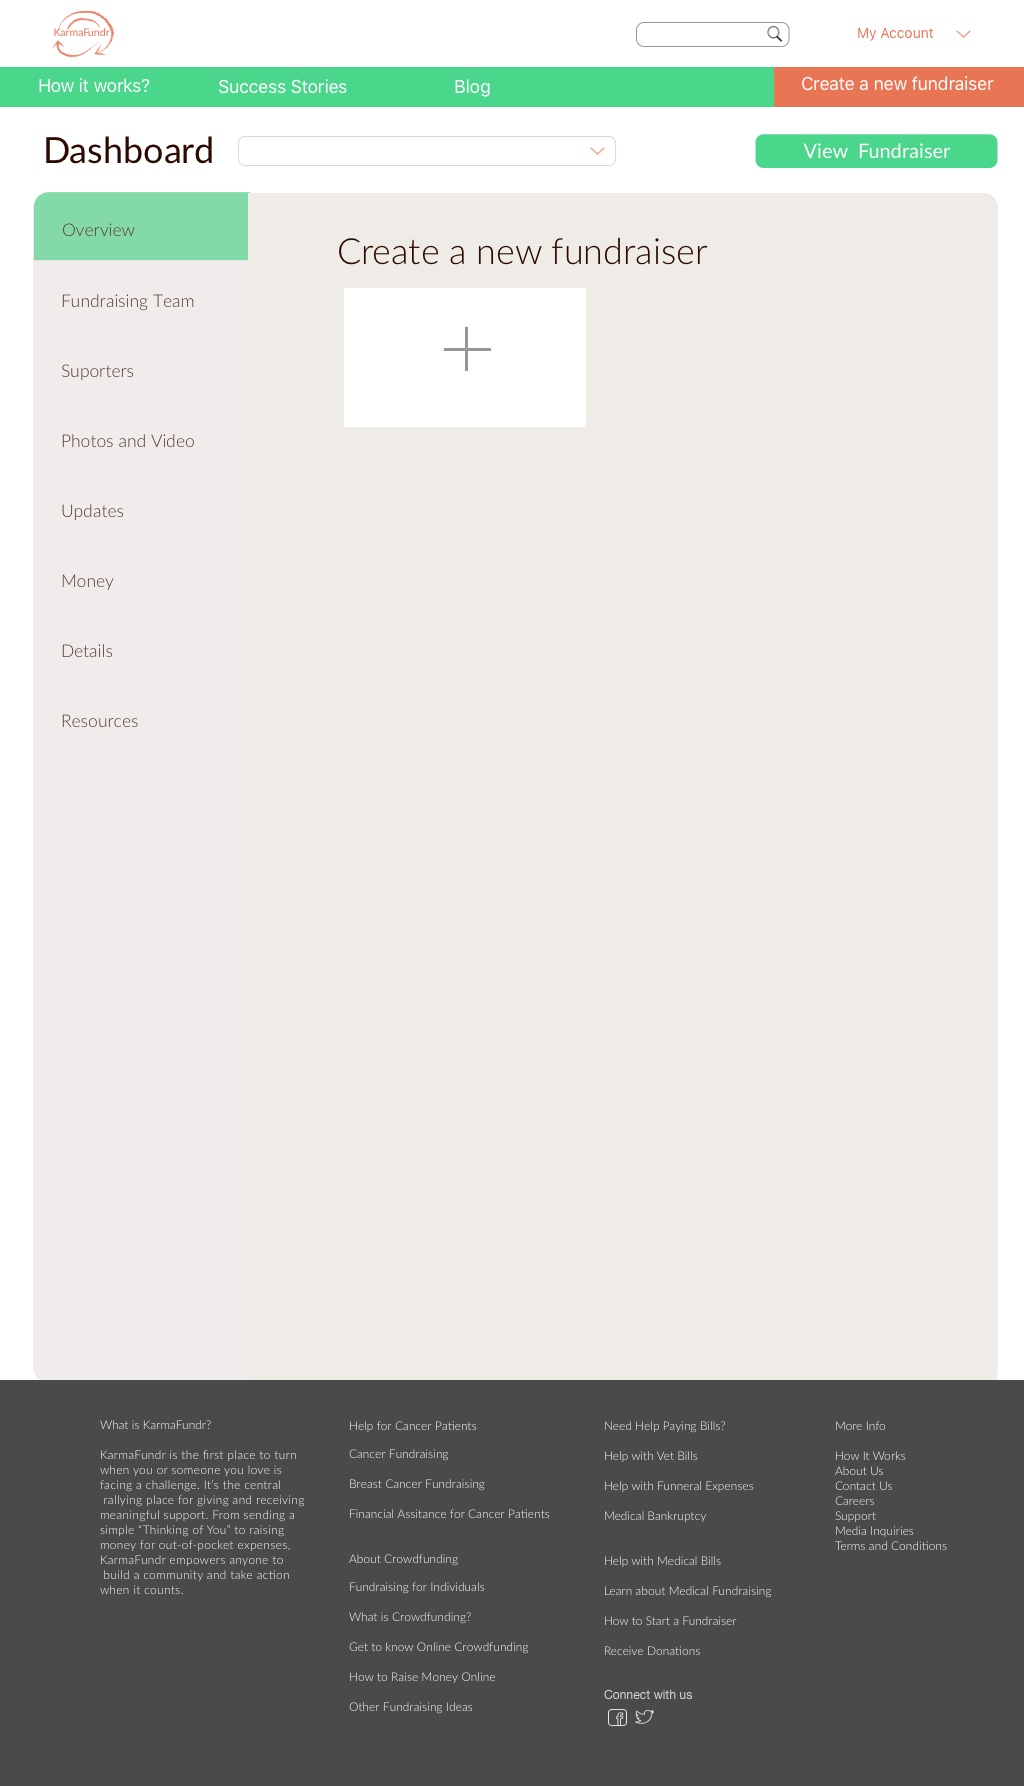 KarmaFundr
My Account
How it works?
Success Stories
Blog
Create a new fundraiser
Dashboard
View Fundraiser
Overview
Fundraising Team
Suporters
Photos and Video
Updates
Money
Details
Resources
Create a new fundraiser
What is KarmaFundr?
KarmaFundr is the first place to turn
when you or someone you love is
facing a challenge. It's the central
rallying place for giving and receiving
meaningful support. From sending a
simple “Thinking of You” to raising
money for out-of-pocket expenses,
KarmaFundr empowers anyone to
build a community and take action
when it counts.
Help for Cancer Patients
Cancer Fundraising
Breast Cancer Fundraising
Financial Assitance for Cancer Patients
About Crowdfunding
Fundraising for Individuals
What is Crowdfunding?
Get to know Online Crowdfunding
How to Raise Money Online
Other Fundraising Ideas
Need Help Paying Bills?
Help with Vet Bills
Help with Funneral Expenses
Medical Bankruptcy
Help with Medical Bills
Learn about Medical Fundraising
How to Start a Fundraiser
Receive Donations
Connect with us
More Info
How It Works
About Us
Contact Us
Careers
Support
Media Inquiries
Terms and Conditions